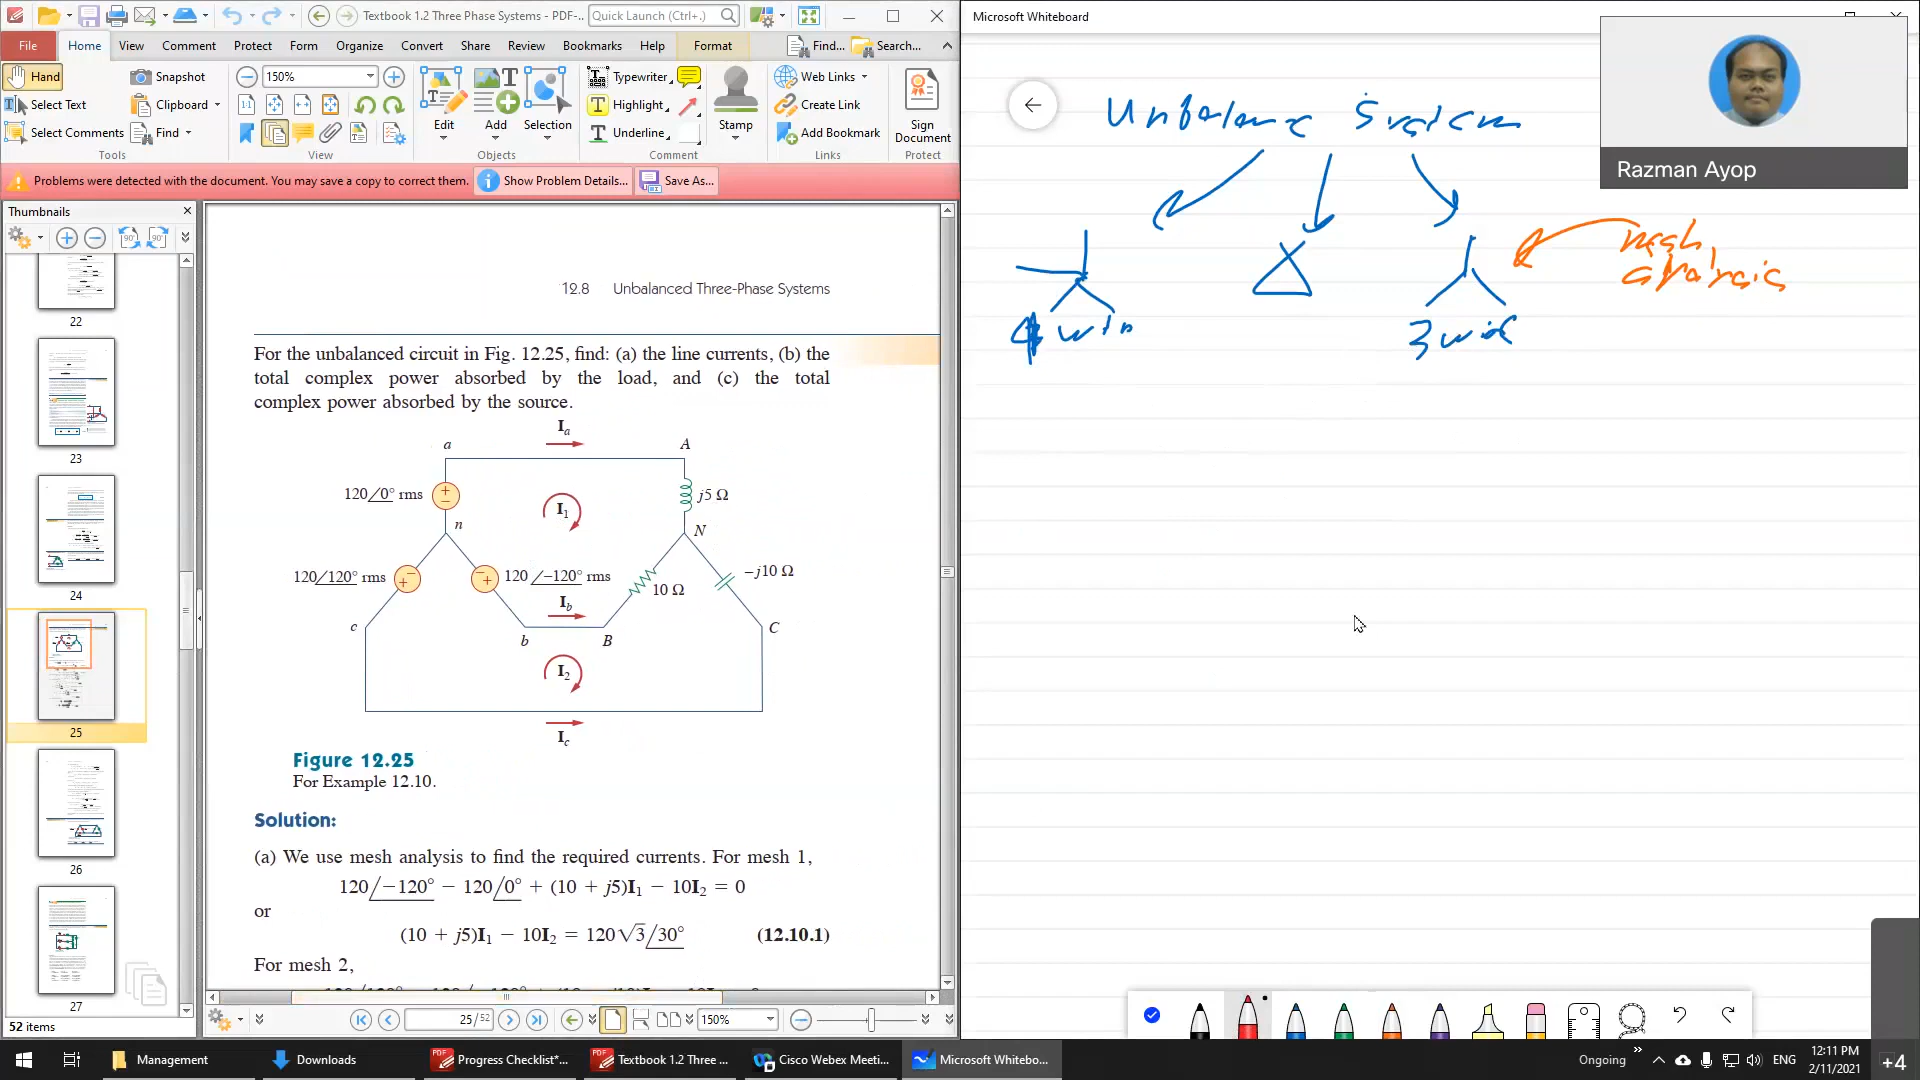 Textbook 1.2 Three Phase Systems - PDF-...
Quick Launch (Ctrl+.)
File Home View Comment Protect Form Organize Convert Share Review Bookmarks Help Format Find... Search...
Hand Snapshot 150% Typewriter Web Links
Select Text Clipboard Highlight Create Link
Select Comments Find Underline Add Bookmark
Edit Add Selection Stamp Sign Document
Tools View Objects Comment Links Protect
Problems were detected with the document. You may save a copy to correct them. Show Problem Details... Save As...
Thumbnails
22
23
24
25
26
27
52 items
12.8 Unbalanced Three-Phase Systems
For the unbalanced circuit in Fig. 12.25, find: (a) the line currents, (b) the
total complex power absorbed by the load, and (c) the total
complex power absorbed by the source.
Ia
a A
120/0° rms + − I1 j5 Ω
n N
120/120° rms + − − + 120 /−120° rms 10 Ω −j10 Ω
Ib
c b B C
I2
Ic
Figure 12.25
For Example 12.10.
Solution:
(a) We use mesh analysis to find the required currents. For mesh 1,
120/−120° − 120/0° + (10 + j5)I1 − 10I2 = 0
or
(10 + j5)I1 − 10I2 = 120√3/30° (12.10.1)
For mesh 2,
25 / 52 150%
Microsoft Whiteboard
Razman Ayop
mesh
3 wire
Management Downloads Progress Checklist*... Textbook 1.2 Three ... Cisco Webex Meeti... Microsoft Whitebo...
Ongoing ENG 12:11 PM
2/11/2021
+4